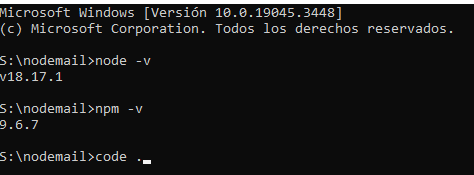 Microsoft Windows [Versión 10.0.19045.3448]
(c) Microsoft Corporation. Todos los derechos reservados.
S:\nodemail>node -v
v18.17.1
S:\nodemail>npm -v
9.6.7
S:\nodemail>code .